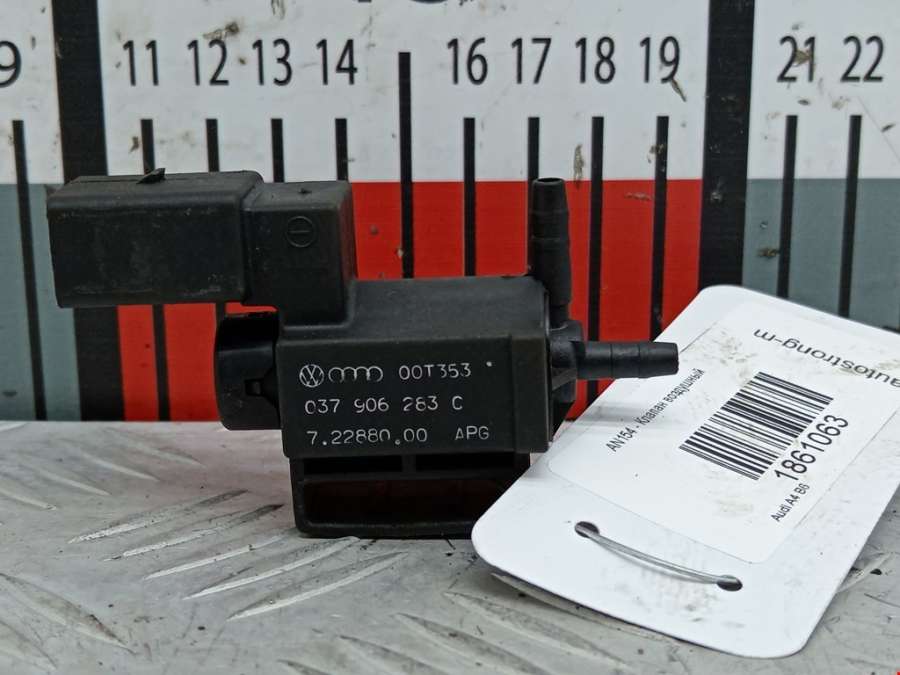 9 11 12 13 14 16 17 18 19 21 22
00T353
037 906 283 C
7.22880.00 APG
autostrong-m
AN154 - Клапан воздушный
1861063
Audi A4 B6